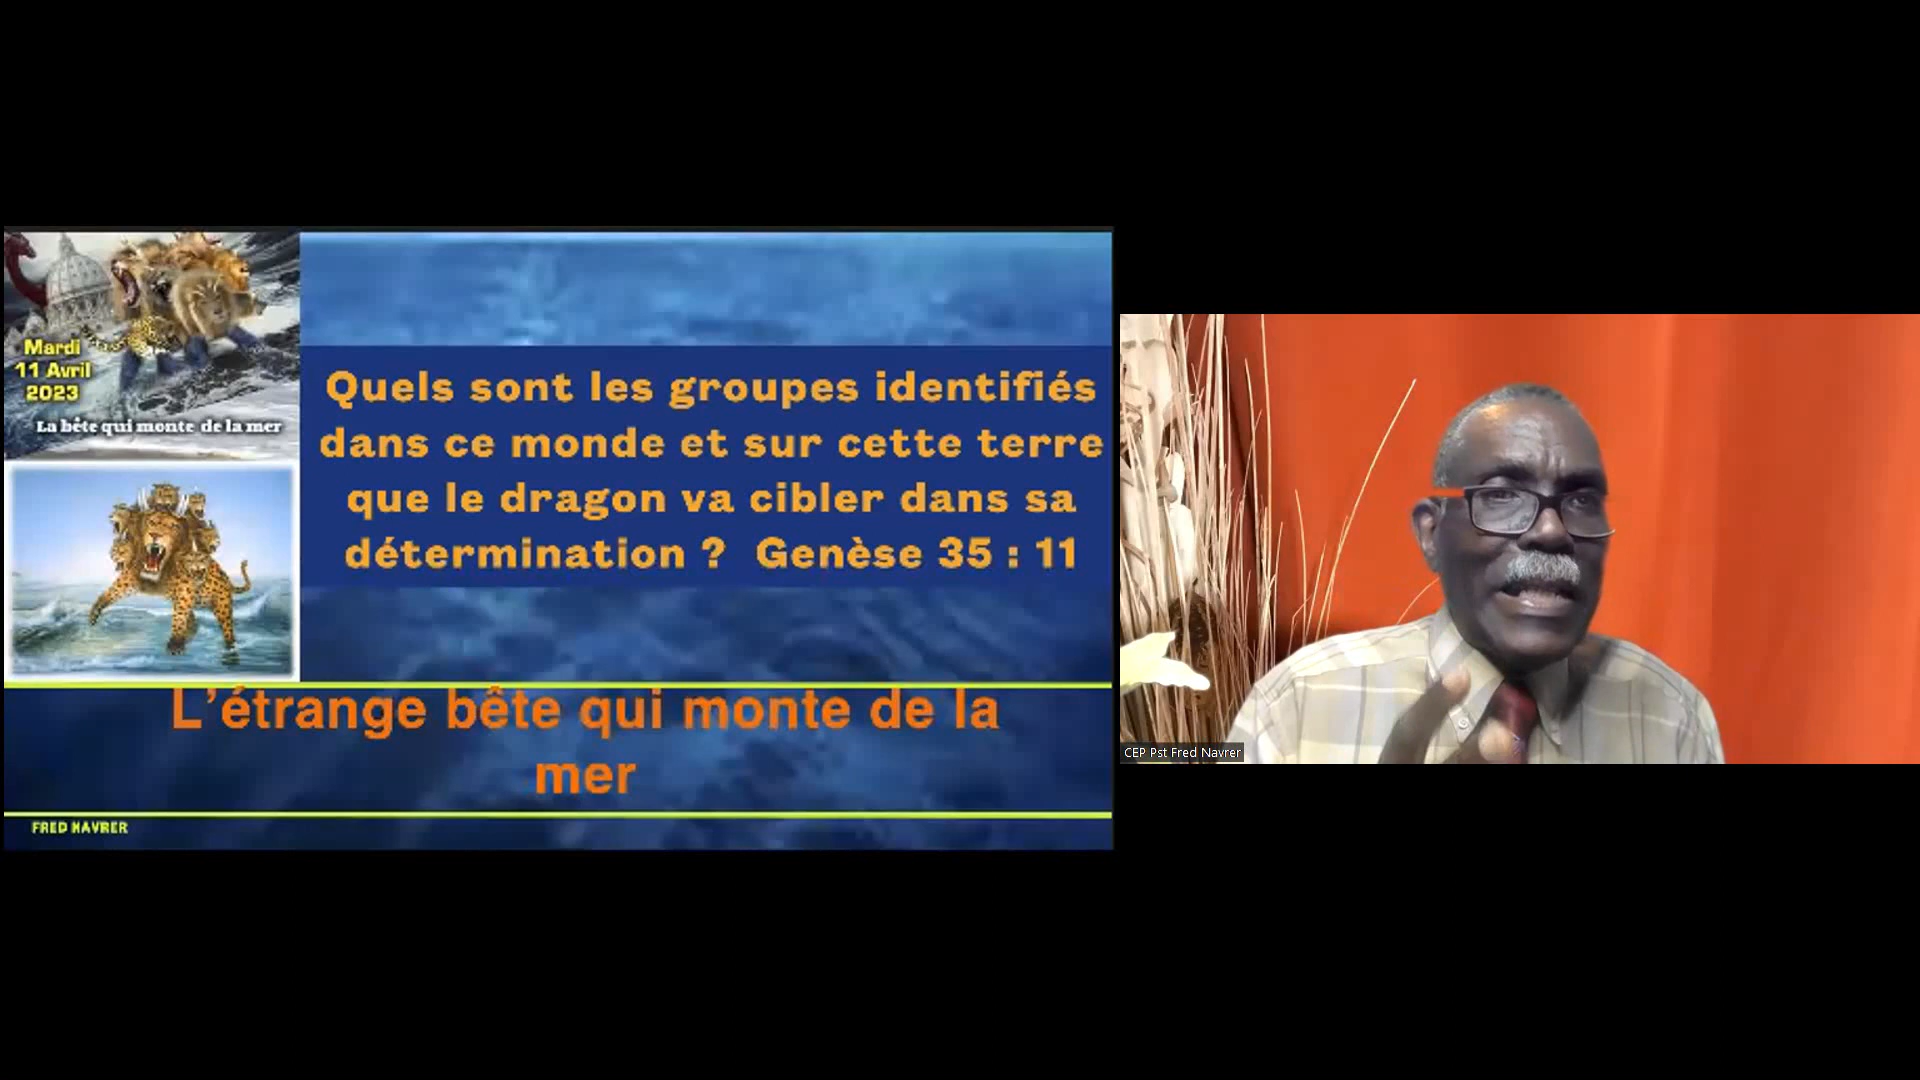 Mardi
11 Avril
2023
La bête qui monte de la mer
Quels sont les groupes identifiés
dans ce monde et sur cette terre
que le dragon va cibler dans sa
détermination ? Genèse 35 : 11
L’étrange bête qui monte de la
mer
FRED NAVRER
CEP Pst Fred Navrer